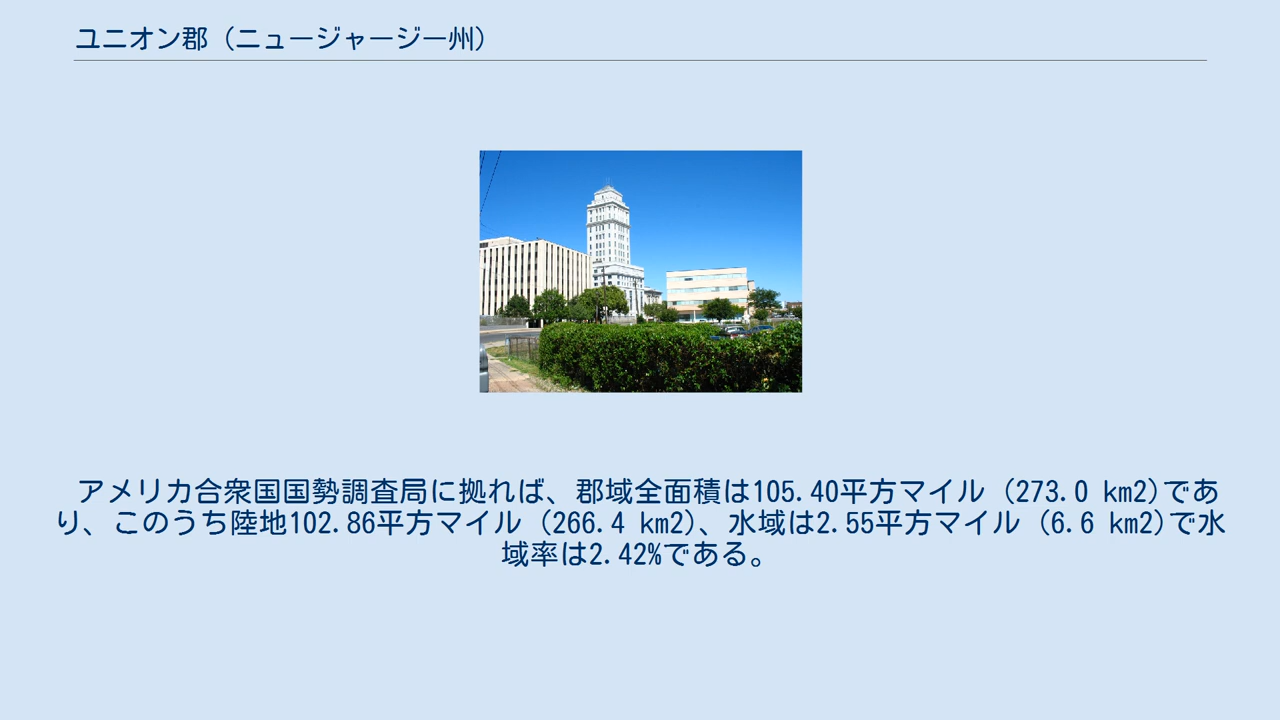 ユニオン郡（ニュージャージー州）
アメリカ合衆国国勢調査局に拠れば、郡域全面積は105.40平方マイル (273.0 km2)であ
り、このうち陸地102.86平方マイル (266.4 km2)、水域は2.55平方マイル (6.6 km2)で水
域率は2.42%である。